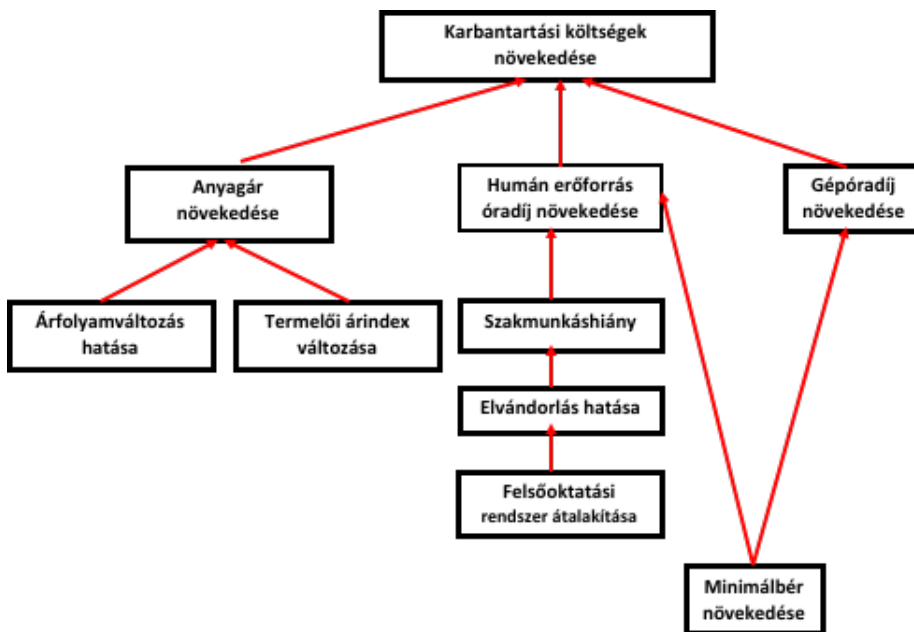 Karbantartási költségek
növekedése
Anyagár
növekedése
Humán erőforrás
óradíj növekedése
Gépóradíj
növekedése
Árfolyamváltozás
hatása
Termelői árindex
változása
Szakmunkáshiány
Elvándorlás hatása
Felsőoktatási
rendszer átalakítása
Minimálbér
növekedése